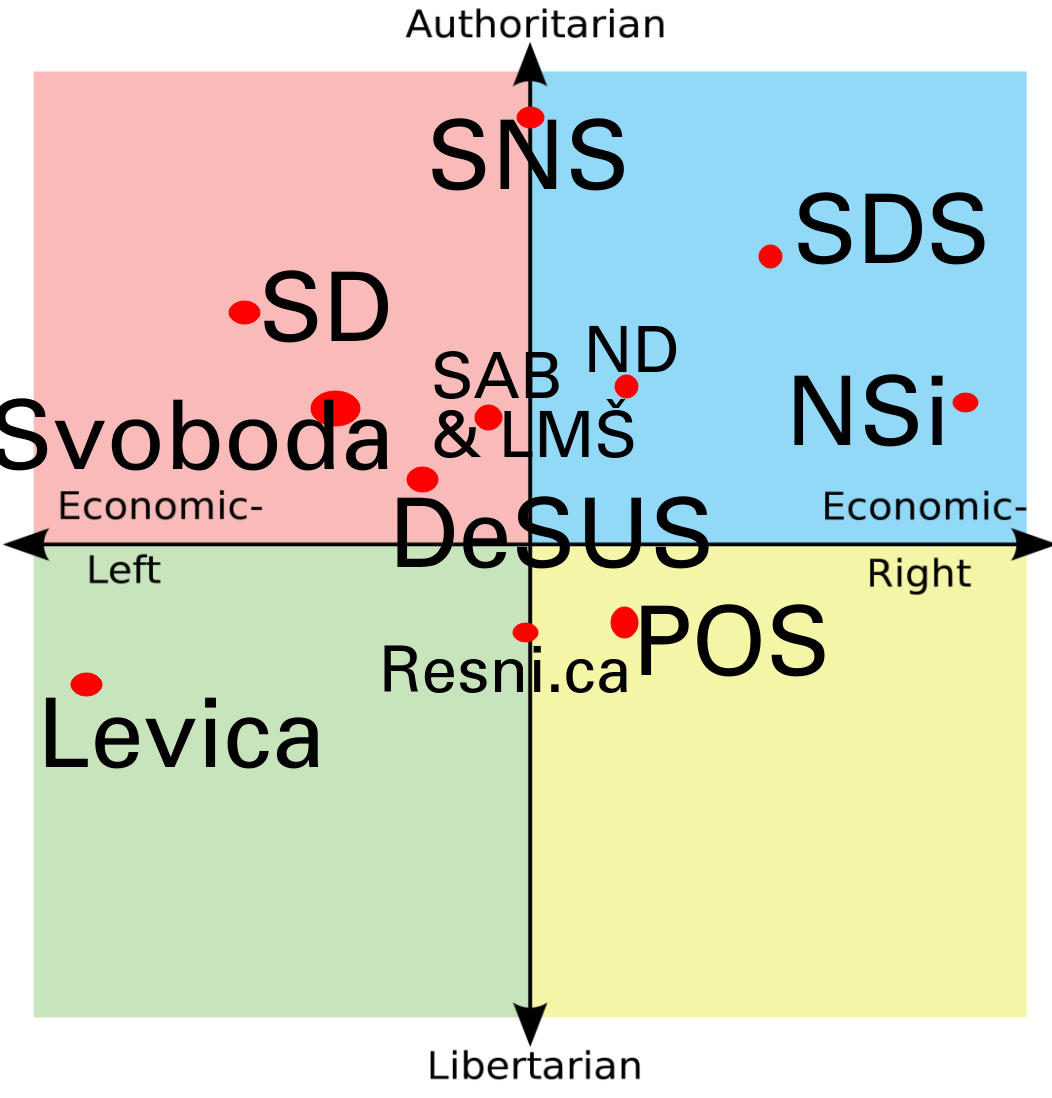 Authoritarian
SNS
SDS
SD
ND
SAB
& LMŠ
NSi
Svoboda
Economic-
Left
Economic-
Right
DeSUS
POS
Resni.ca
Levica
Libertarian